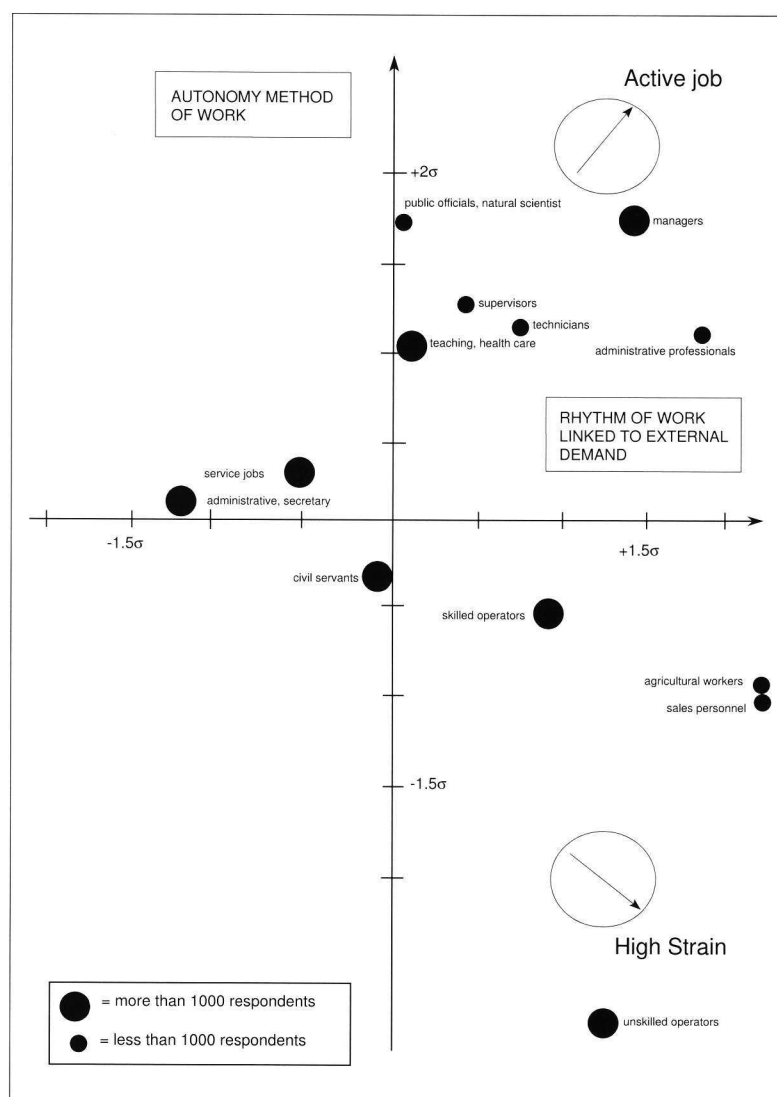 Active job
AUTONOMY METHOD
OF WORK
+2σ
public officials, natural scientist
managers
supervisors
technicians
teaching, health care
administrative professionals
RHYTHM OF WORK
LINKED TO EXTERNAL
DEMAND
service jobs
administrative, secretary
-1.5σ
+1.5σ
civil servants
skilled operators
agricultural workers
sales personnel
-1.5σ
High Strain
= more than 1000 respondents
= less than 1000 respondents
unskilled operators